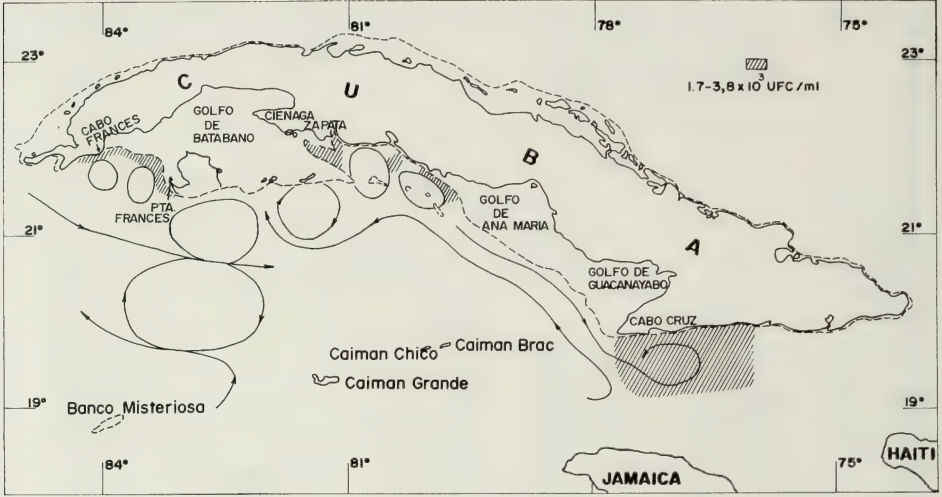 84°
81°
78°
75°
23°
23°
1.7-3,8x10³ UFC/ml
C
U
B
A
CABO
FRANCES
GOLFO
DE
BATABANO
CIENAGA
ZAPATA
PTA.
FRANCES
GOLFO
DE
ANA MARIA
21°
21°
GOLFO DE
GUACANAYABO
CABO CRUZ
Caiman Chico
Caiman Brac
Caiman Grande
Banco Misteriosa
19°
19°
84°
81°
78°
75°
JAMAICA
HAITI